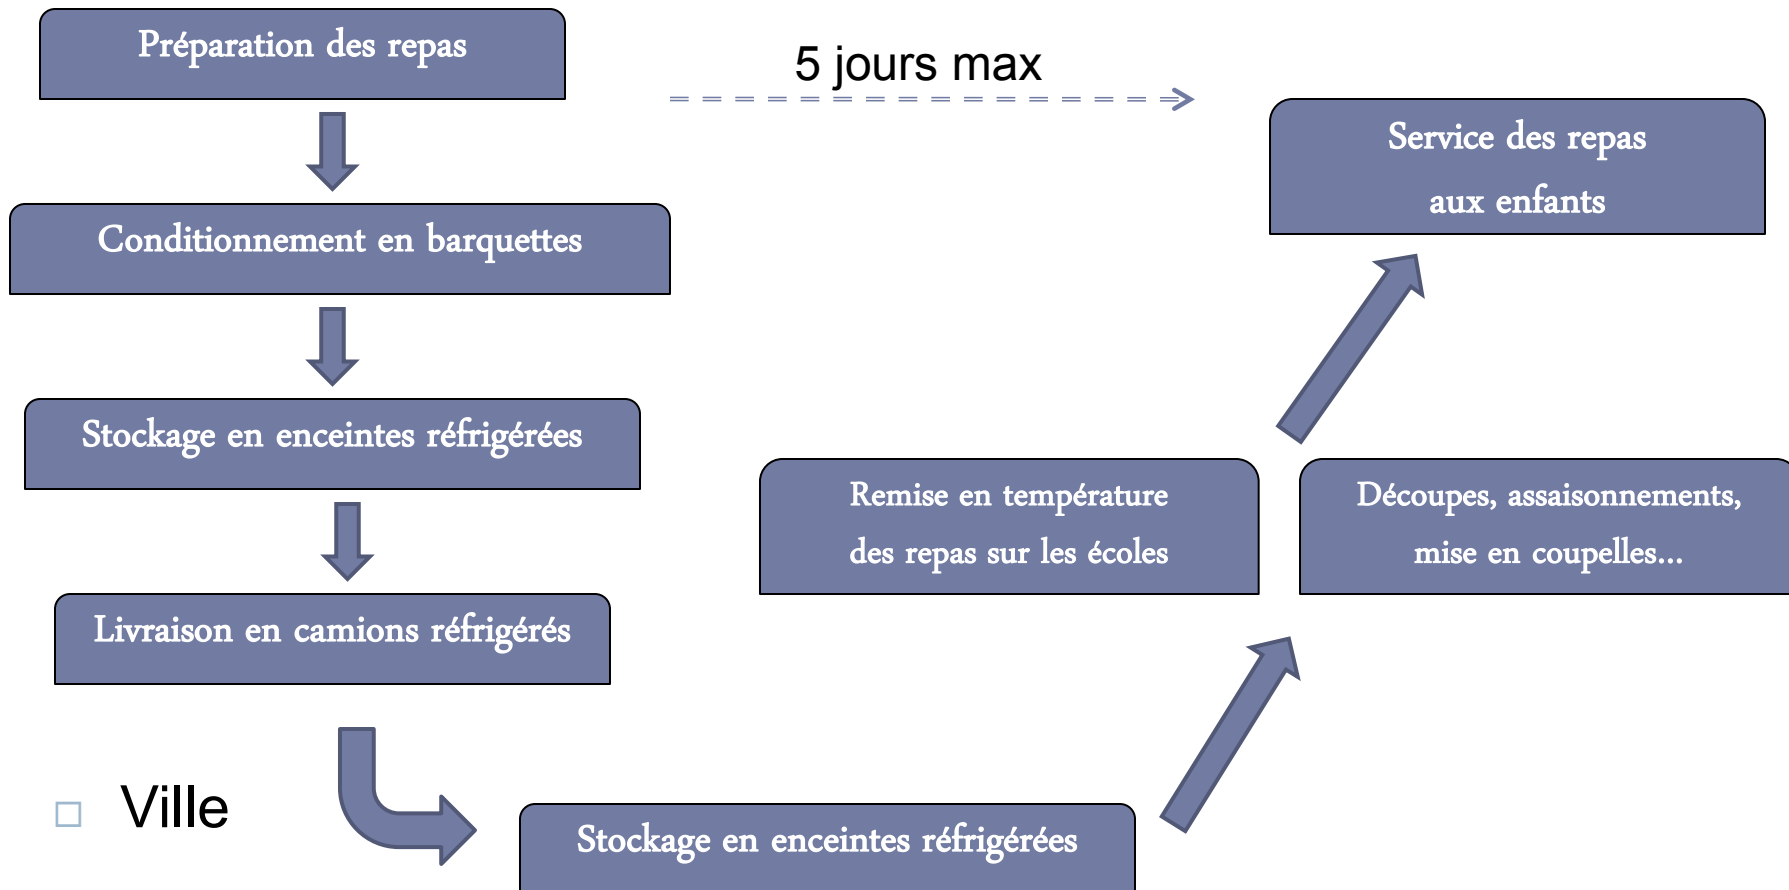 Préparation des repas
5 jours max
Conditionnement en barquettes
Stockage en enceintes réfrigérées
Livraison en camions réfrigérés
Ville
Stockage en enceintes réfrigérées
Remise en température
des repas sur les écoles
Découpes, assaisonnements,
mise en coupelles...
Service des repas
aux enfants